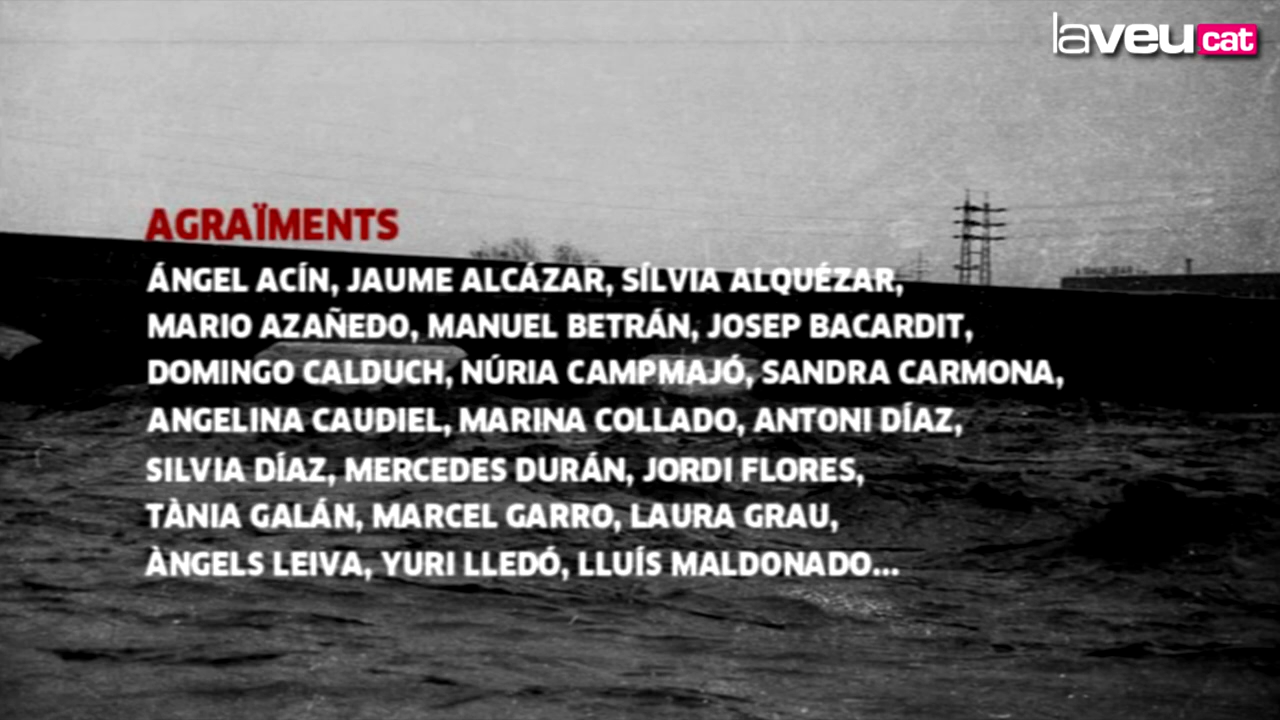 laveucat
AGRAÏMENTS
ÁNGEL ACÍN, JAUME ALCÁZAR, SÍLVIA ALQUÉZAR,
MARIO AZAÑEDO, MANUEL BETRÁN, JOSEP BACARDIT,
DOMINGO CALDUCH, NÚRIA CAMPMAJÓ, SANDRA CARMONA,
ANGELINA CAUDIEL, MARINA COLLADO, ANTONI DÍAZ,
SILVIA DÍAZ, MERCEDES DURÁN, JORDI FLORES,
TÀNIA GALÁN, MARCEL GARRO, LAURA GRAU,
ÀNGELS LEIVA, YURI LLEDÓ, LLUÍS MALDONADO...